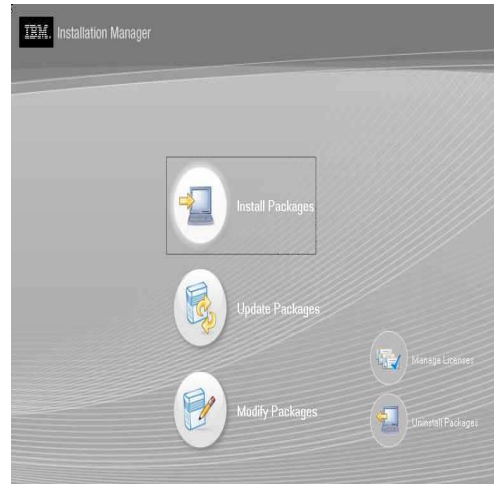 IBM. Installation Manager
Install Packages
Update Packages
Manage Licenses
Modify Packages
Uninstall Packages